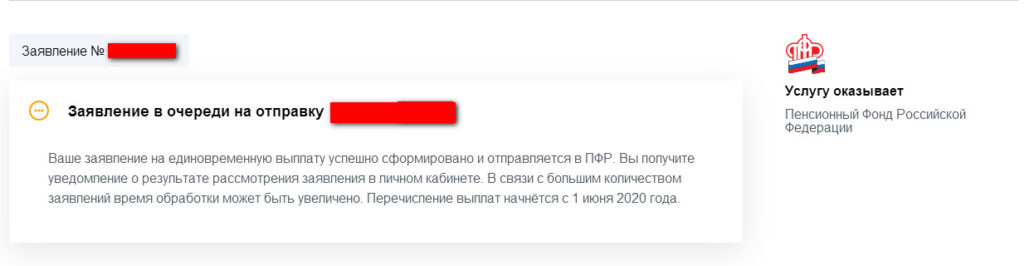 Заявление №
Заявление в очереди на отправку
Ваше заявление на единовременную выплату успешно сформировано и отправляется в ПФР. Вы получите
уведомление о результате рассмотрения заявления в личном кабинете. В связи с большим количеством
заявлений время обработки может быть увеличено. Перечисление выплат начнётся с 1 июня 2020 года.
Услугу оказывает
Пенсионный Фонд Российской
Федерации